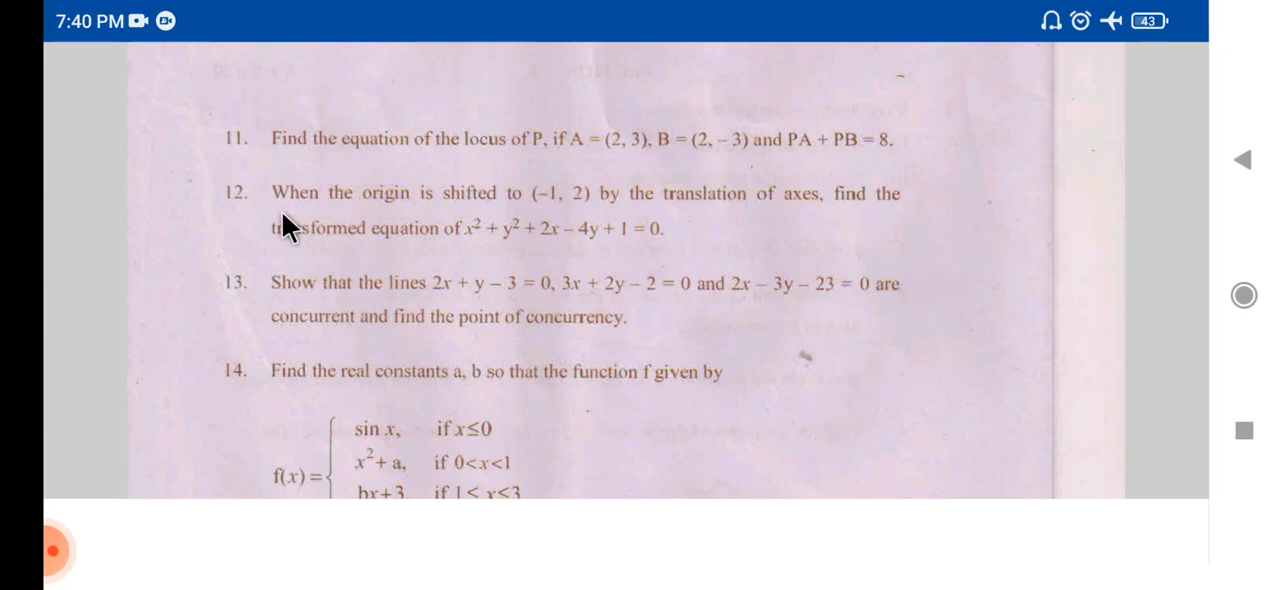 7:40 PM
43
11. Find the equation of the locus of P, if A = (2, 3), B = (2, – 3) and PA + PB = 8.
12. When the origin is shifted to (–1, 2) by the translation of axes, find the
transformed equation of x² + y² + 2x – 4y + 1 = 0.
13. Show that the lines 2x + y – 3 = 0, 3x + 2y – 2 = 0 and 2x – 3y – 23 = 0 are
concurrent and find the point of concurrency.
14. Find the real constants a, b so that the function f given by
sin x, if x≤0
x²+ a, if 0<x<1
f(x) =
bx+3, if 1≤ x≤3